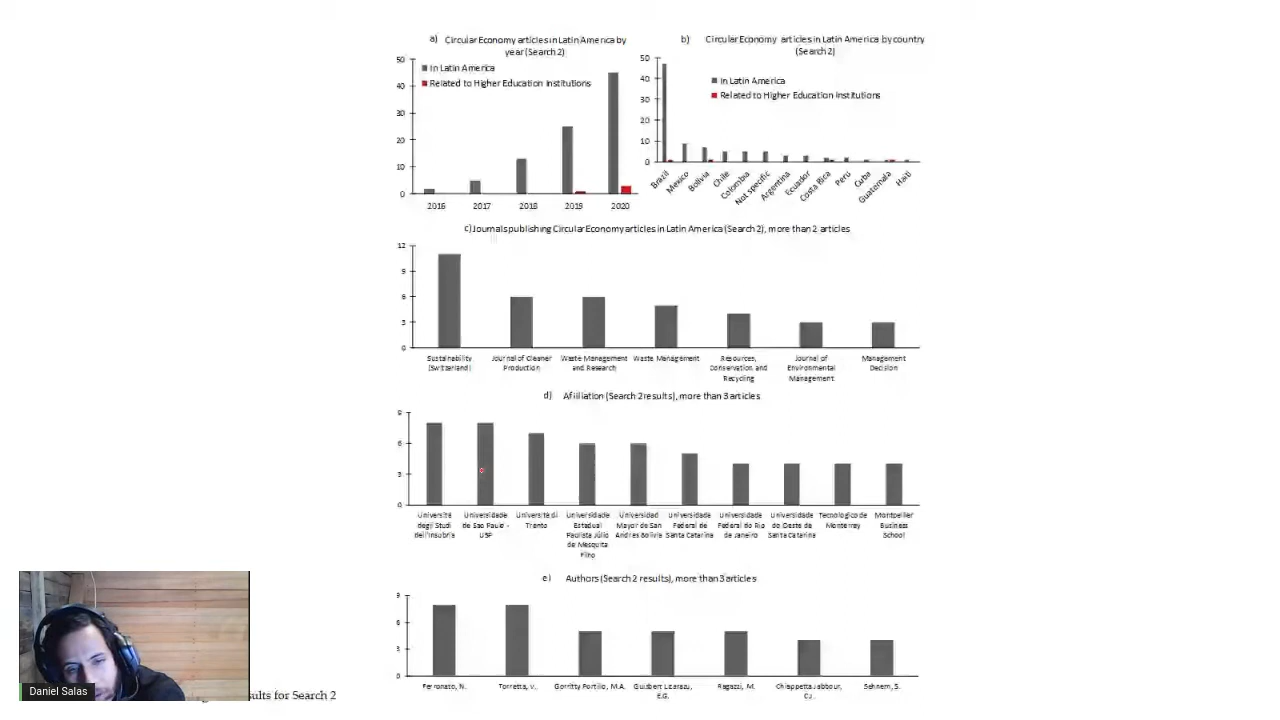 a) Circular Economy articles in Latin America by
year (Search 2)
In Latin America
Related to Higher Education Institutions
50
40
30
20
10
0
2016 2017 2018 2019 2020
b) Circular Economy articles in Latin America by country
(Search 2)
In Latin America
Related to Higher Education Institutions
50
40
30
20
10
0
Brazil Mexico Bolivia Chile Colombia Not specific Argentina Ecuador Costa Rica Peru Cuba Guatemala Haiti
c) Journals publishing Circular Economy articles in Latin America (Search 2), more than 2 articles
12
9
6
3
0
Sustainability
(Switzerland)
Journal of Cleaner
Production
Waste Management
and Research
Waste Management
Resources,
Conservation and
Recycling
Journal of
Environmental
Management
Management
Decision
d) Afiliation (Search 2 results), more than 3 articles
9
6
3
0
Università
degli Studi
dell'Insubria
Universidade
de Sao Paulo -
USP
Università di
Trento
Universidade
Estadual
Paulista Júlio
de Mesquita
Filho
Universidad
Mayor de San
Andres Bolivia
Universidade
Federal de
Santa Catarina
Universidade
Federal do Rio
de Janeiro
Universidade
do Oeste de
Santa Catarina
Tecnologico de
Monterrey
Montpellier
Business
School
e) Authors (Search 2 results), more than 3 articles
9
6
3
0
Ferronato, N.
Torretta, V.
Gorritty Portillo, M.A.
Guisbert Lizarazu,
E.G.
Ragazzi, M.
Chiappetta Jabbour,
C.J.
Sehnem, S.
Daniel Salas
sults for Search 2